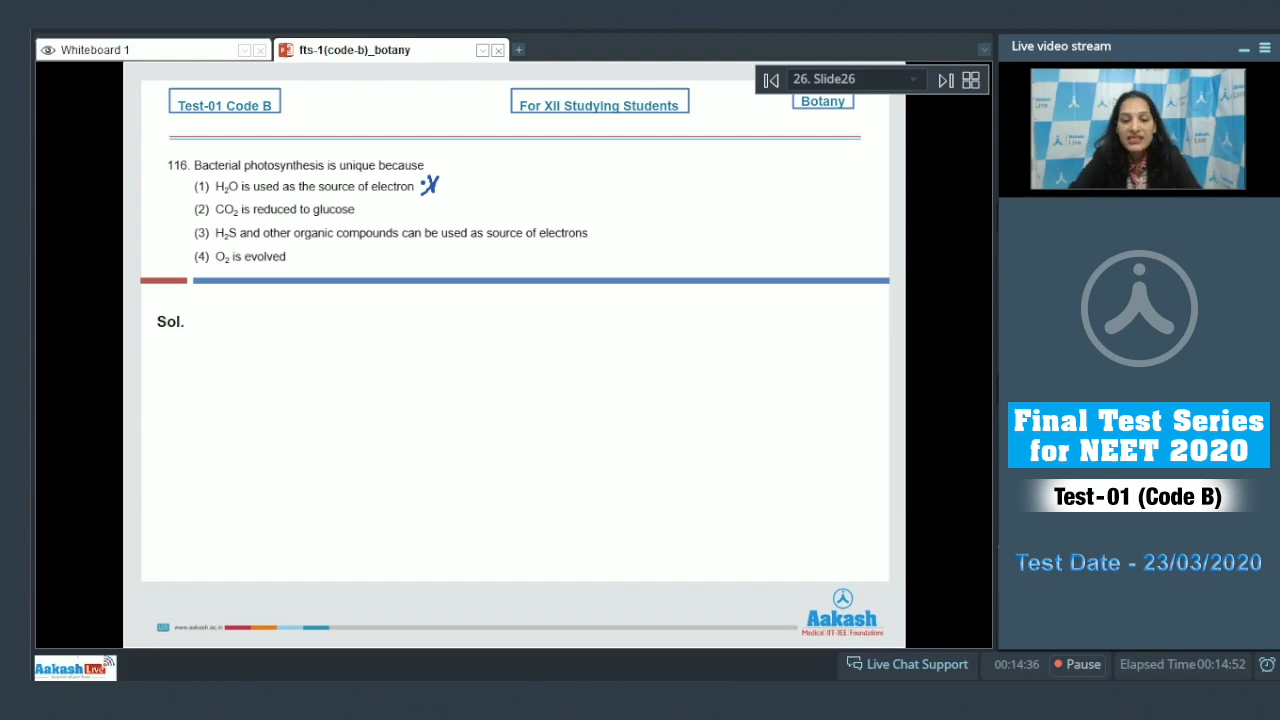 Whiteboard 1
fts-1(code-b)_botany
Live video stream
26. Slide26
Test-01 Code B
For XII Studying Students
Botany
116. Bacterial photosynthesis is unique because
(1) H₂O is used as the source of electron
(2) CO₂ is reduced to glucose
(3) H₂S and other organic compounds can be used as source of electrons
(4) O₂ is evolved
Sol.
Final Test Series
for NEET 2020
Test-01 (Code B)
Test Date - 23/03/2020
www.aakash.ac.in
Aakash
Medical|IIT-JEE|Foundations
Aakash Live
Live Chat Support
00:14:36
Pause
Elapsed Time 00:14:52